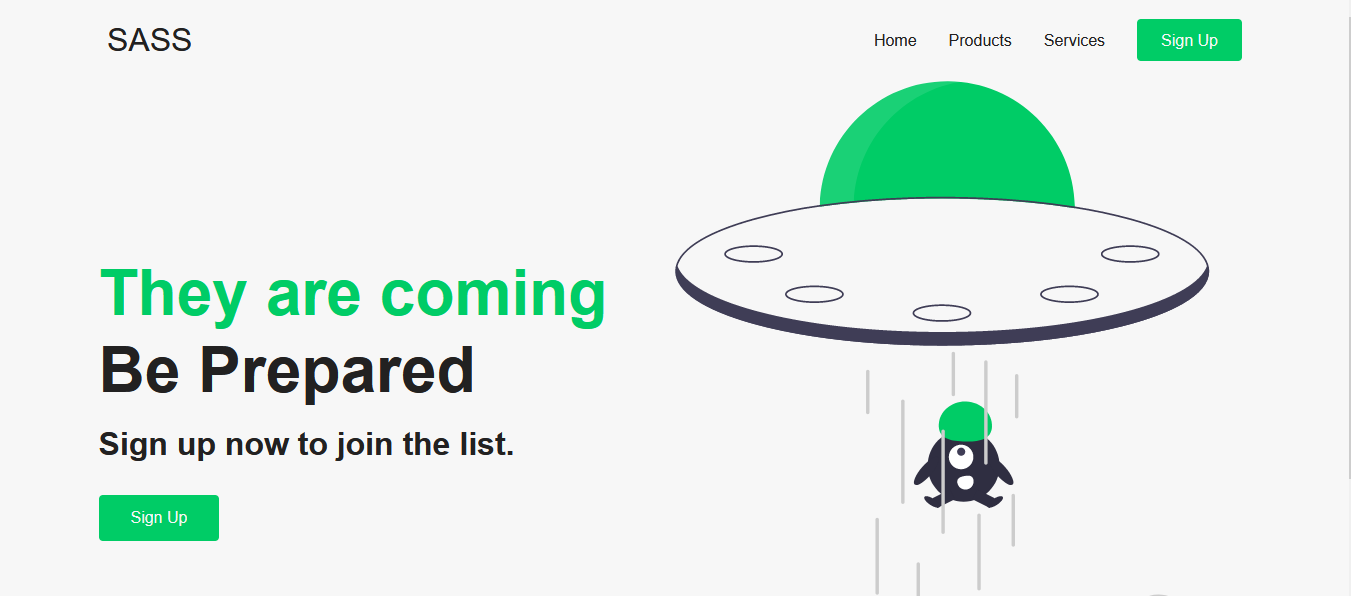 SASS
Home
Products
Services
Sign Up
They are coming
Be Prepared
Sign up now to join the list.
Sign Up